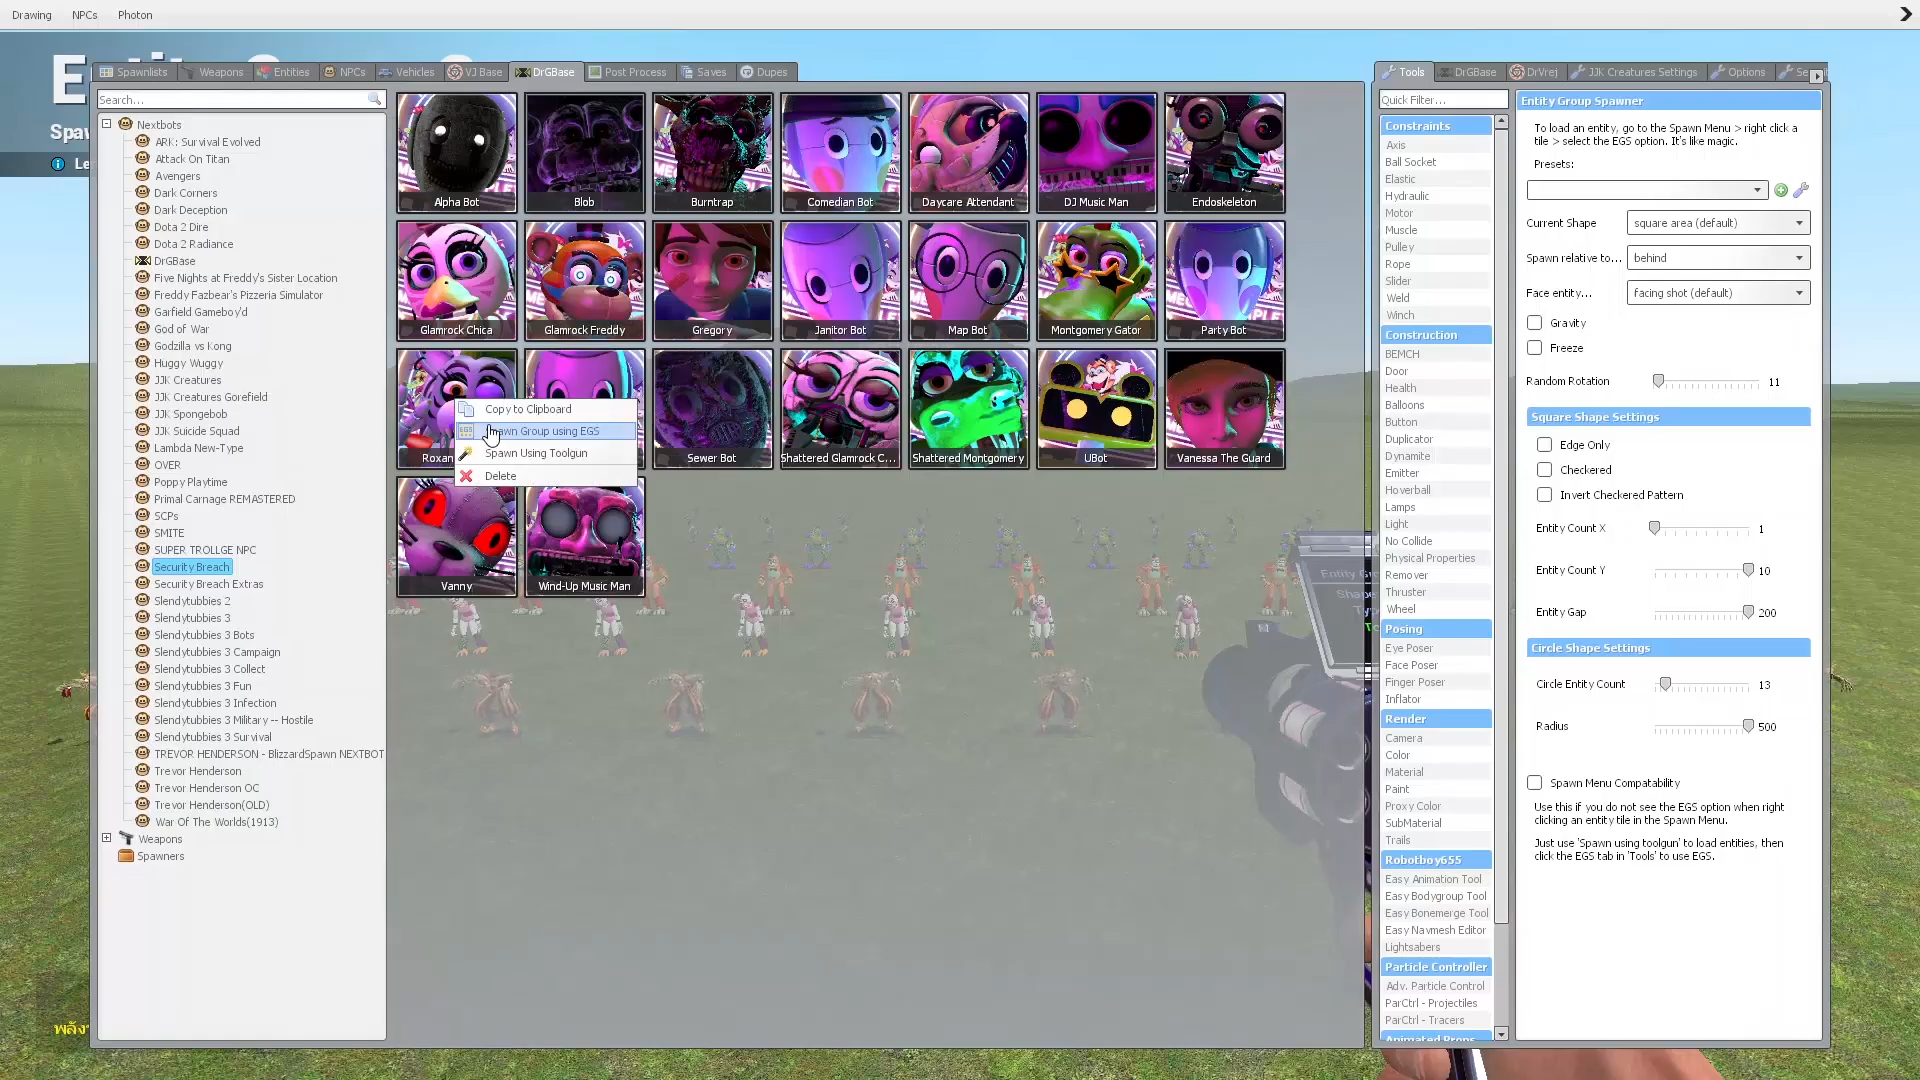 Drawing NPCs Photon
E
Spaw
Le
Spawnlists Weapons Entities NPCs Vehicles VJ Base DrGBase Post Process Saves Dupes
Search...
Nextbots
ARK: Survival Evolved
Attack On Titan
Avengers
Dark Corners
Dark Deception
Dota 2 Dire
Dota 2 Radiance
DrGBase
Five Nights at Freddy's Sister Location
Freddy Fazbear's Pizzeria Simulator
Garfield Gameboy'd
God of War
Godzilla vs Kong
Huggy Wuggy
JJK Creatures
JJK Creatures Gorefield
JJK Spongebob
JJK Suicide Squad
Lambda New-Type
OVER
Poppy Playtime
Primal Carnage REMASTERED
SCPs
SMITE
SUPER TROLLGE NPC
Security Breach
Security Breach Extras
Slendytubbies 2
Slendytubbies 3
Slendytubbies 3 Bots
Slendytubbies 3 Campaign
Slendytubbies 3 Collect
Slendytubbies 3 Fun
Slendytubbies 3 Infection
Slendytubbies 3 Military -- Hostile
Slendytubbies 3 Survival
TREVOR HENDERSON - BlizzardSpawn NEXTBOT
Trevor Henderson
Trevor Henderson OC
Trevor Henderson(OLD)
War Of The Worlds(1913)
Weapons
Spawners
พลัง
Alpha Bot Blob Burntrap Comedian Bot Daycare Attendant DJ Music Man Endoskeleton
Glamrock Chica Glamrock Freddy Gregory Janitor Bot Map Bot Montgomery Gator Party Bot
Roxan Sewer Bot Shattered Glamrock C... Shattered Montgomery UBot Vanessa The Guard
Vanny Wind-Up Music Man
Copy to Clipboard
EGS wn Group using EGS
Spawn Using Toolgun
Delete
Entity Gr
Shape
Typ
Tools DrGBase DrVrej JJK Creatures Settings Options
Quick Filter...
Constraints
Axis
Ball Socket
Elastic
Hydraulic
Motor
Muscle
Pulley
Rope
Slider
Weld
Winch
Construction
BEMCH
Door
Health
Balloons
Button
Duplicator
Dynamite
Emitter
Hoverball
Lamps
Light
No Collide
Physical Properties
Remover
Thruster
Wheel
Posing
Eye Poser
Face Poser
Finger Poser
Inflator
Render
Camera
Color
Material
Paint
Proxy Color
SubMaterial
Trails
Robotboy655
Easy Animation Tool
Easy Bodygroup Tool
Easy Bonemerge Tool
Easy Navmesh Editor
Lightsabers
Particle Controller
Adv. Particle Control
ParCtrl - Projectiles
ParCtrl - Tracers
Animated Props
Entity Group Spawner
To load an entity, go to the Spawn Menu > right click a
tile > select the EGS option. It's like magic.
Presets:
Current Shape square area (default)
Spawn relative to... behind
Face entity... facing shot (default)
Gravity
Freeze
Random Rotation 11
Square Shape Settings
Edge Only
Checkered
Invert Checkered Pattern
Entity Count X 1
Entity Count Y 10
Entity Gap 200
Circle Shape Settings
Circle Entity Count 13
Radius 500
Spawn Menu Compatability
Use this if you do not see the EGS option when right
clicking an entity tile in the Spawn Menu.
Just use 'Spawn using toolgun' to load entities, then
click the EGS tab in 'Tools' to use EGS.